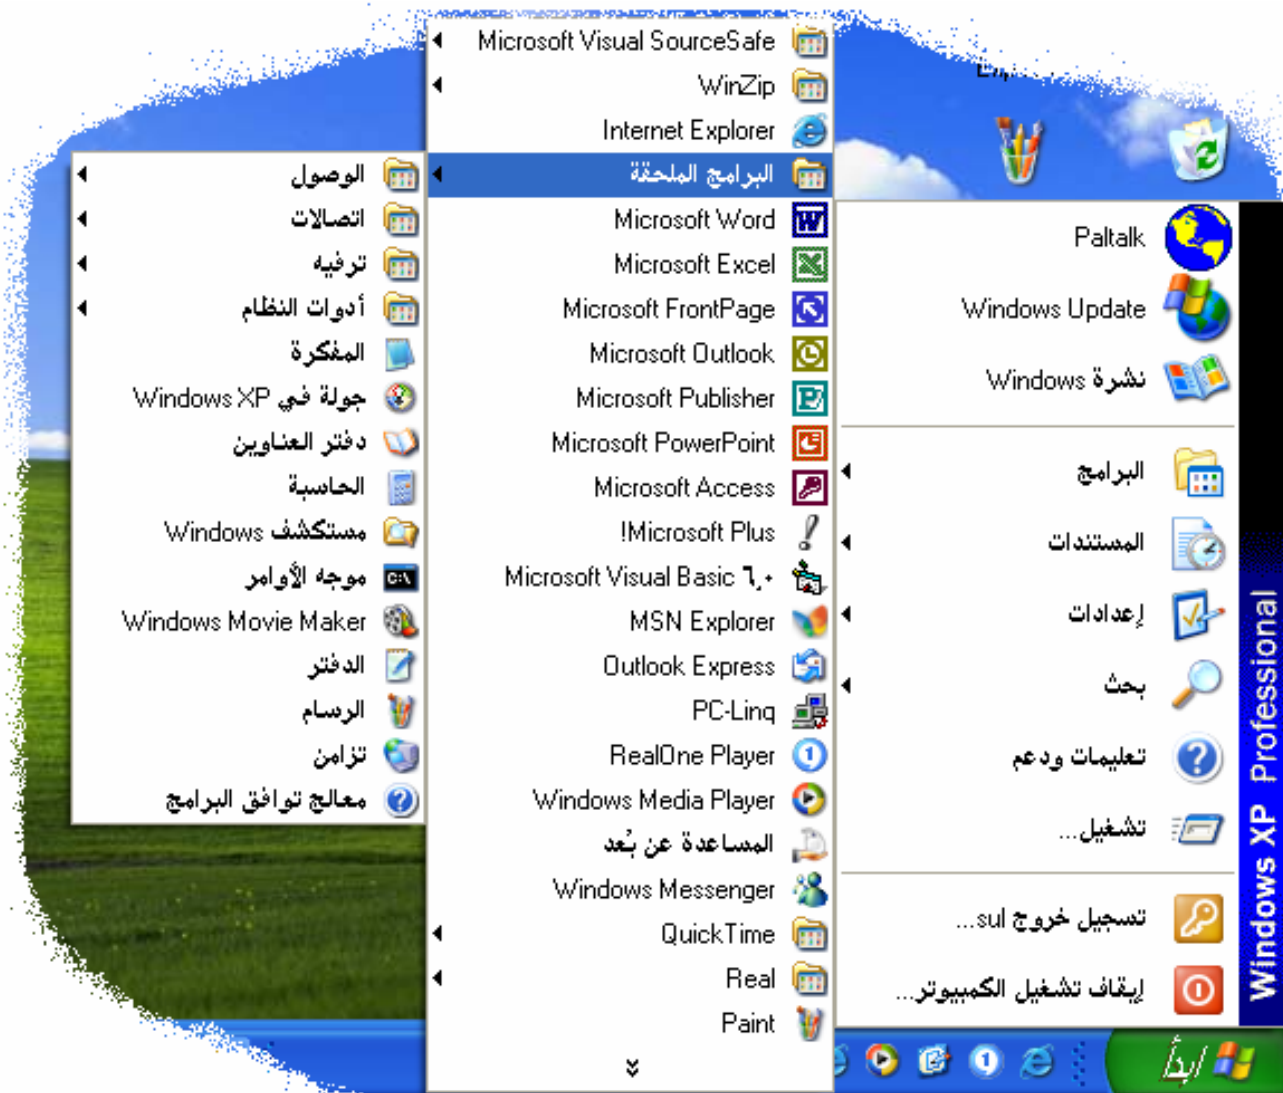 Microsoft Visual SourceSafe
WinZip
Internet Explorer
البرامج الملحقة
Microsoft Word
Microsoft Excel
Microsoft FrontPage
Microsoft Outlook
Microsoft Publisher
Microsoft PowerPoint
Microsoft Access
!Microsoft Plus
Microsoft Visual Basic ٦,٠
MSN Explorer
Outlook Express
PC-Linq
RealOne Player
Windows Media Player
المساعدة عن بُعد
Windows Messenger
QuickTime
Real
Paint
Paltalk
Windows Update
نشرة Windows
البرامج
المستندات
إعدادات
بحث
تعليمات ودعم
تشغيل...
تسجيل خروج sul...
إيقاف تشغيل الكمبيوتر...
Windows XP Professional
ابدأ
الوصول
اتصالات
ترفيه
أدوات النظام
المفكرة
جولة في Windows XP
دفتر العناوين
الحاسبة
مستكشف Windows
موجه الأوامر
Windows Movie Maker
الدفتر
الرسام
تزامن
معالج توافق البرامج